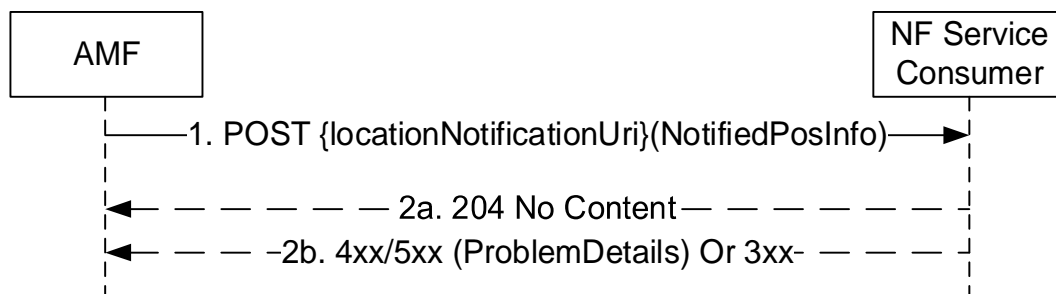 AMF
NF Service
Consumer
1. POST {locationNotificationUri}(NotifiedPosInfo)
2a. 204 No Content
2b. 4xx/5xx (ProblemDetails) Or 3xx